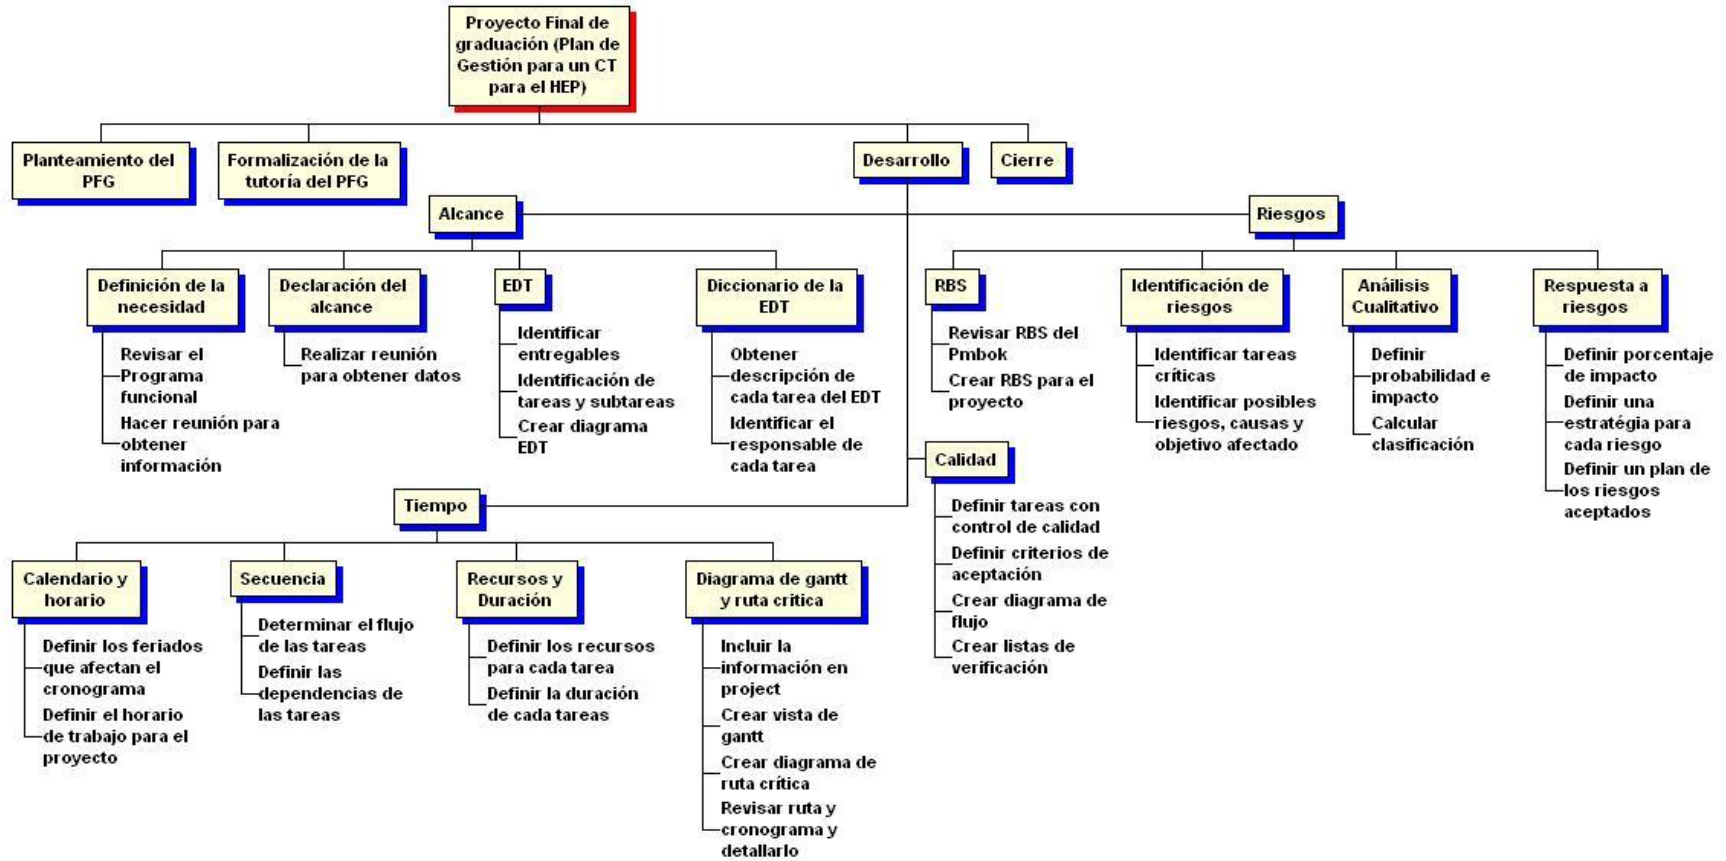 Proyecto Final de
graduación (Plan de
Gestión para un CT
para el HEP)
Planteamiento del
PFG
Formalización de la
tutoría del PFG
Desarrollo
Cierre
Alcance
Riesgos
Definición de la
necesidad
Revisar el
Programa
funcional
Hacer reunión para
obtener
información
Declaración del
alcance
Realizar reunión
para obtener datos
EDT
Identificar
entregables
Identificación de
tareas y subtareas
Crear diagrama
EDT
Diccionario de la
EDT
Obtener
descripción de
cada tarea del EDT
Identificar el
responsable de
cada tarea
RBS
Revisar RBS del
Pmbok
Crear RBS para el
proyecto
Identificación de
riesgos
Identificar tareas
críticas
Identificar posibles
riesgos, causas y
objetivo afectado
Anáilisis
Cualitativo
Definir
probabilidad e
impacto
Calcular
clasificación
Respuesta a
riesgos
Definir porcentaje
de impacto
Definir una
estratégia para
cada riesgo
Definir un plan de
los riesgos
aceptados
Calidad
Definir tareas con
control de calidad
Definir criterios de
aceptación
Crear diagrama de
flujo
Crear listas de
verificación
Tiempo
Calendario y
horario
Definir los feriados
que afectan el
cronograma
Definir el horario
de trabajo para el
proyecto
Secuencia
Determinar el flujo
de las tareas
Definir las
dependencias de
las tareas
Recursos y
Duración
Definir los recursos
para cada tarea
Definir la duración
de cada tareas
Diagrama de gantt
y ruta critica
Incluir la
información en
project
Crear vista de
gantt
Crear diagrama de
ruta crítica
Revisar ruta y
cronograma y
detallarlo